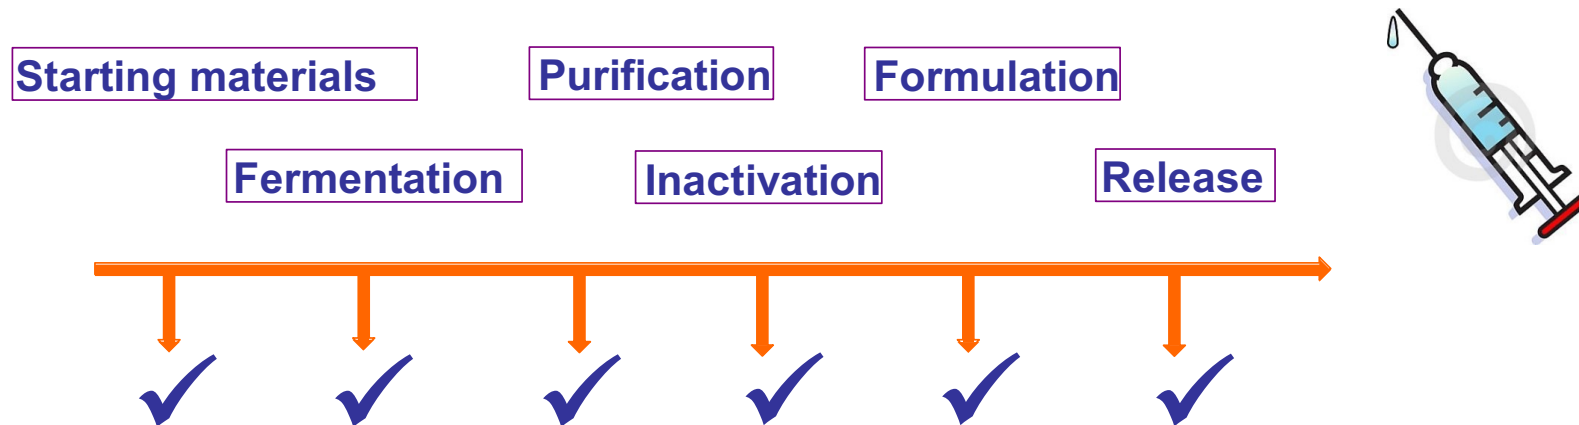 Starting materials
Purification
Formulation
Fermentation
Inactivation
Release